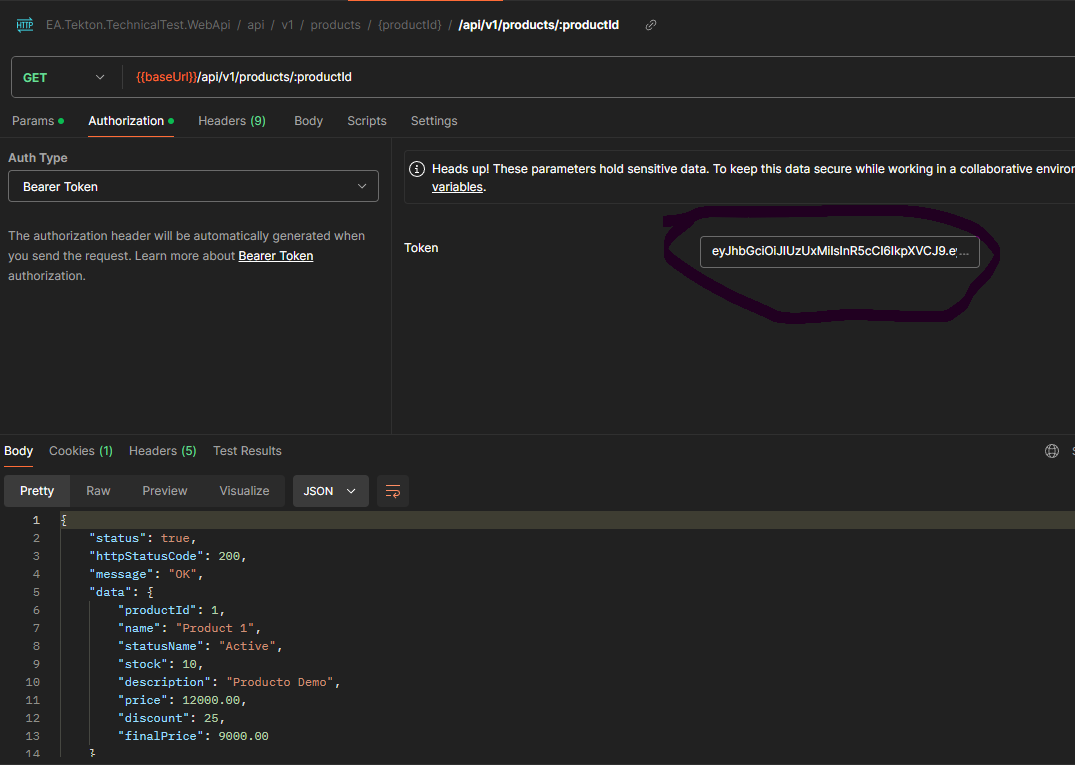 HTTP EA.Tekton.TechnicalTest.WebApi / api / v1 / products / {productId} / /api/v1/products/:productId
GET {{baseUrl}}/api/v1/products/:productId
Params Authorization Headers (9) Body Scripts Settings
Auth Type
Bearer Token
The authorization header will be automatically generated when
you send the request. Learn more about Bearer Token
authorization.
Heads up! These parameters hold sensitive data. To keep this data secure while working in a collaborative environ
variables.
Token
Body Cookies (1) Headers (5) Test Results
Pretty Raw Preview Visualize JSON
1 {
2 "status": true,
3 "httpStatusCode": 200,
4 "message": "OK",
5 "data": {
6 "productId": 1,
7 "name": "Product 1",
8 "statusName": "Active",
9 "stock": 10,
10 "description": "Producto Demo",
11 "price": 12000.00,
12 "discount": 25,
13 "finalPrice": 9000.00
14 }